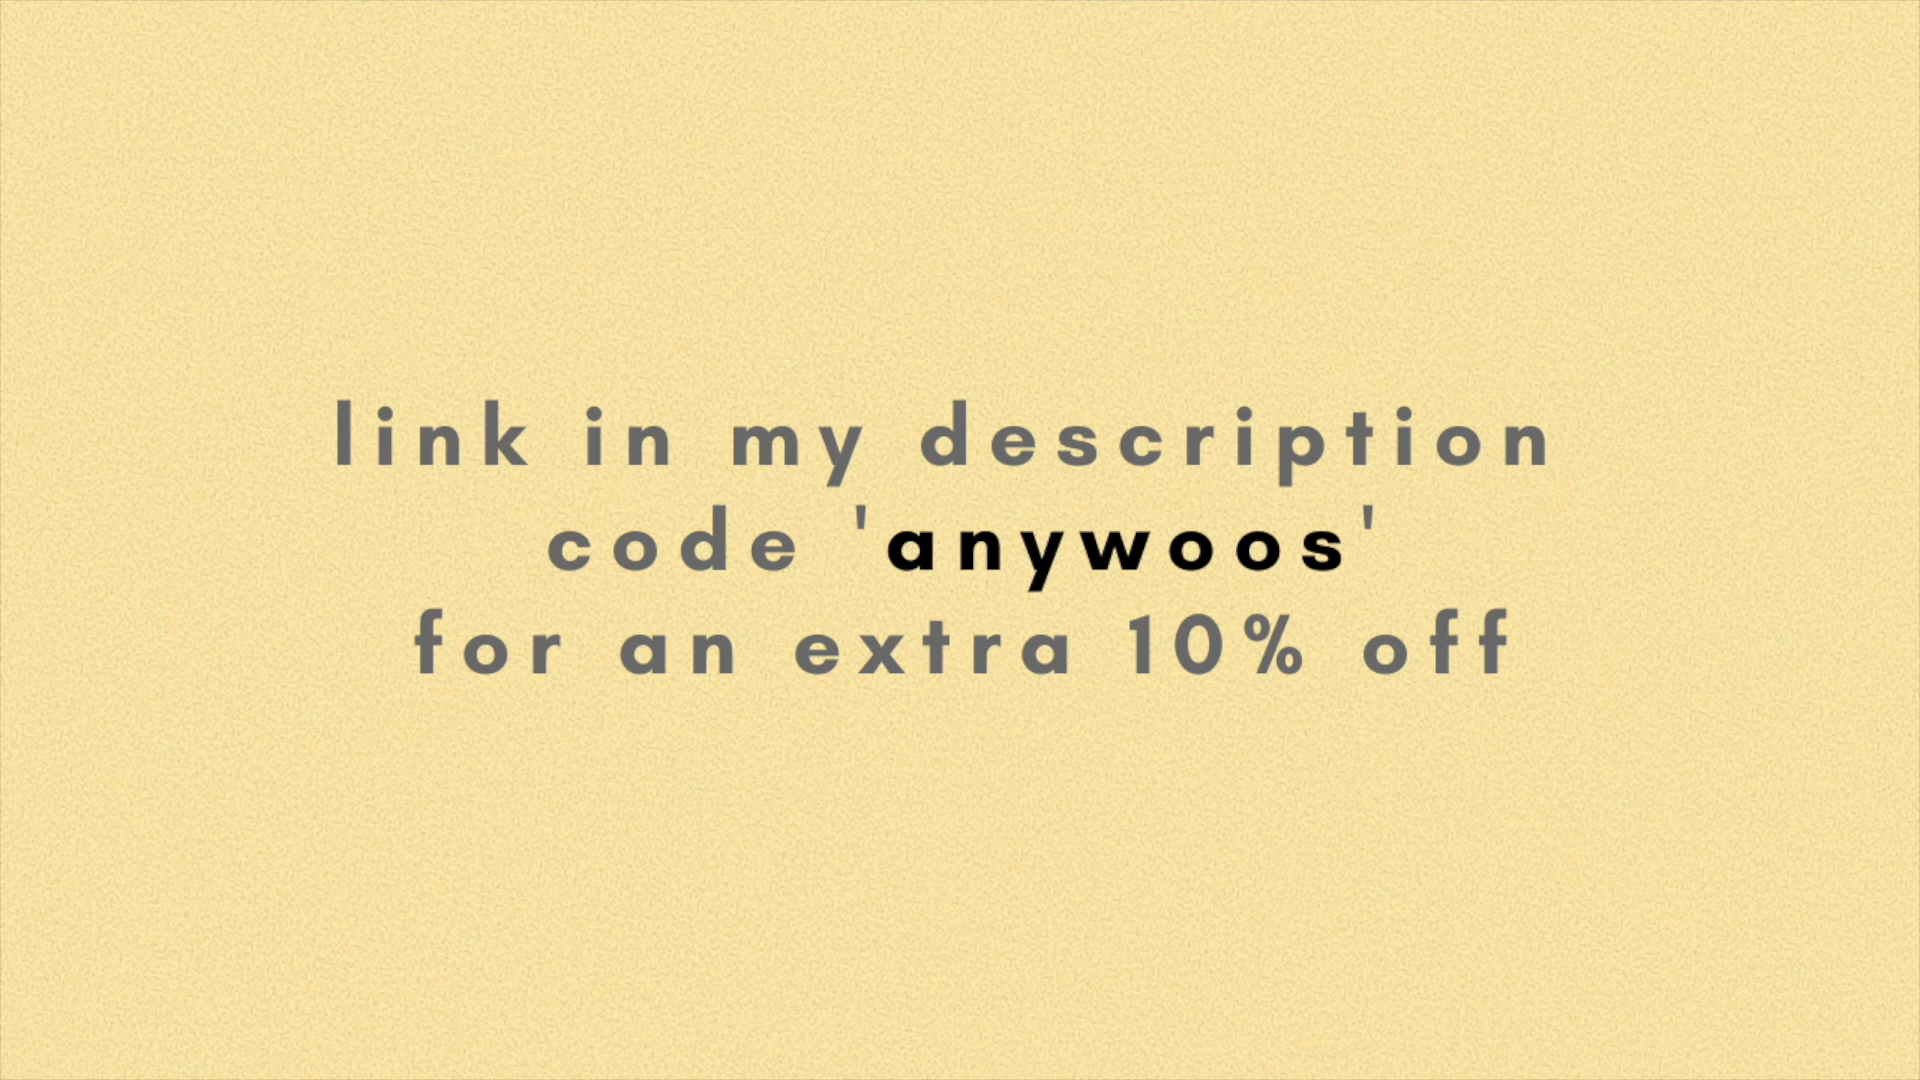 link in my description
code 'anywoos'
for an extra 10% off